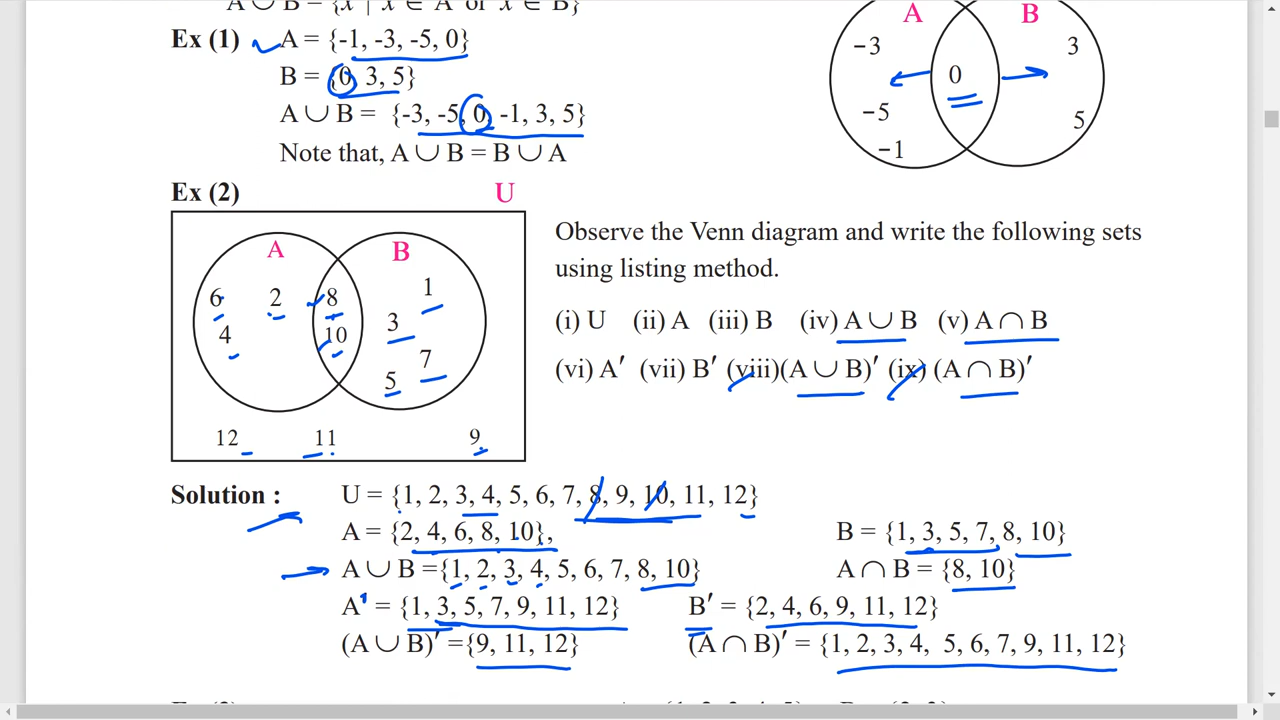 A ∪ B = {x | x ∈ A or x ∈ B}
Ex (1) A = {-1, -3, -5, 0}
B = {0, 3, 5}
A ∪ B = {-3, -5, 0, -1, 3, 5}
Note that, A ∪ B = B ∪ A
A B
−3 3
0
−5 5
−1
Ex (2) U
A B
6 2 8 1
4 10 3
7
5
12 11 9
Observe the Venn diagram and write the following sets
using listing method.
(i) U (ii) A (iii) B (iv) A ∪ B (v) A ∩ B
(vi) A′ (vii) B′ (viii)(A ∪ B)′ (ix) (A ∩ B)′
Solution : U = {1, 2, 3, 4, 5, 6, 7, 8, 9, 10, 11, 12}
A = {2, 4, 6, 8, 10}, B = {1, 3, 5, 7, 8, 10}
A ∪ B ={1, 2, 3, 4, 5, 6, 7, 8, 10} A ∩ B = {8, 10}
A′ = {1, 3, 5, 7, 9, 11, 12} B′ = {2, 4, 6, 9, 11, 12}
(A ∪ B)′ ={9, 11, 12} (A ∩ B)′ = {1, 2, 3, 4, 5, 6, 7, 9, 11, 12}